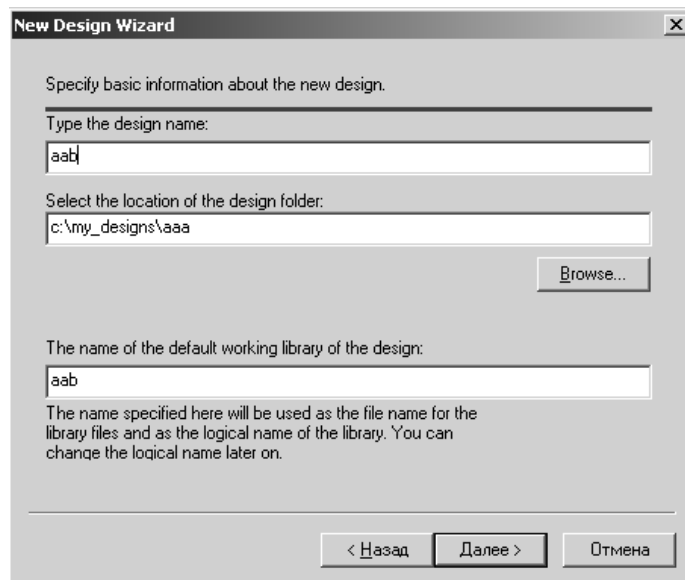 New Design Wizard
Specify basic information about the new design.
Type the design name:
aab
Select the location of the design folder:
c:\my_designs\aaa
Browse...
The name of the default working library of the design:
aab
The name specified here will be used as the file name for the
library files and as the logical name of the library. You can
change the logical name later on.
< Назад Далее > Отмена